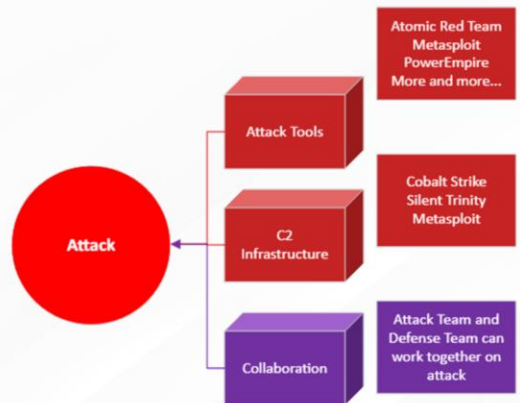 Atomic Red Team
Metasploit
PowerEmpire
More and more...
Attack Tools
Cobalt Strike
Silent Trinity
Metasploit
C2
Infrastructure
Attack
Attack Team and
Defense Team can
work together on
attack
Collaboration